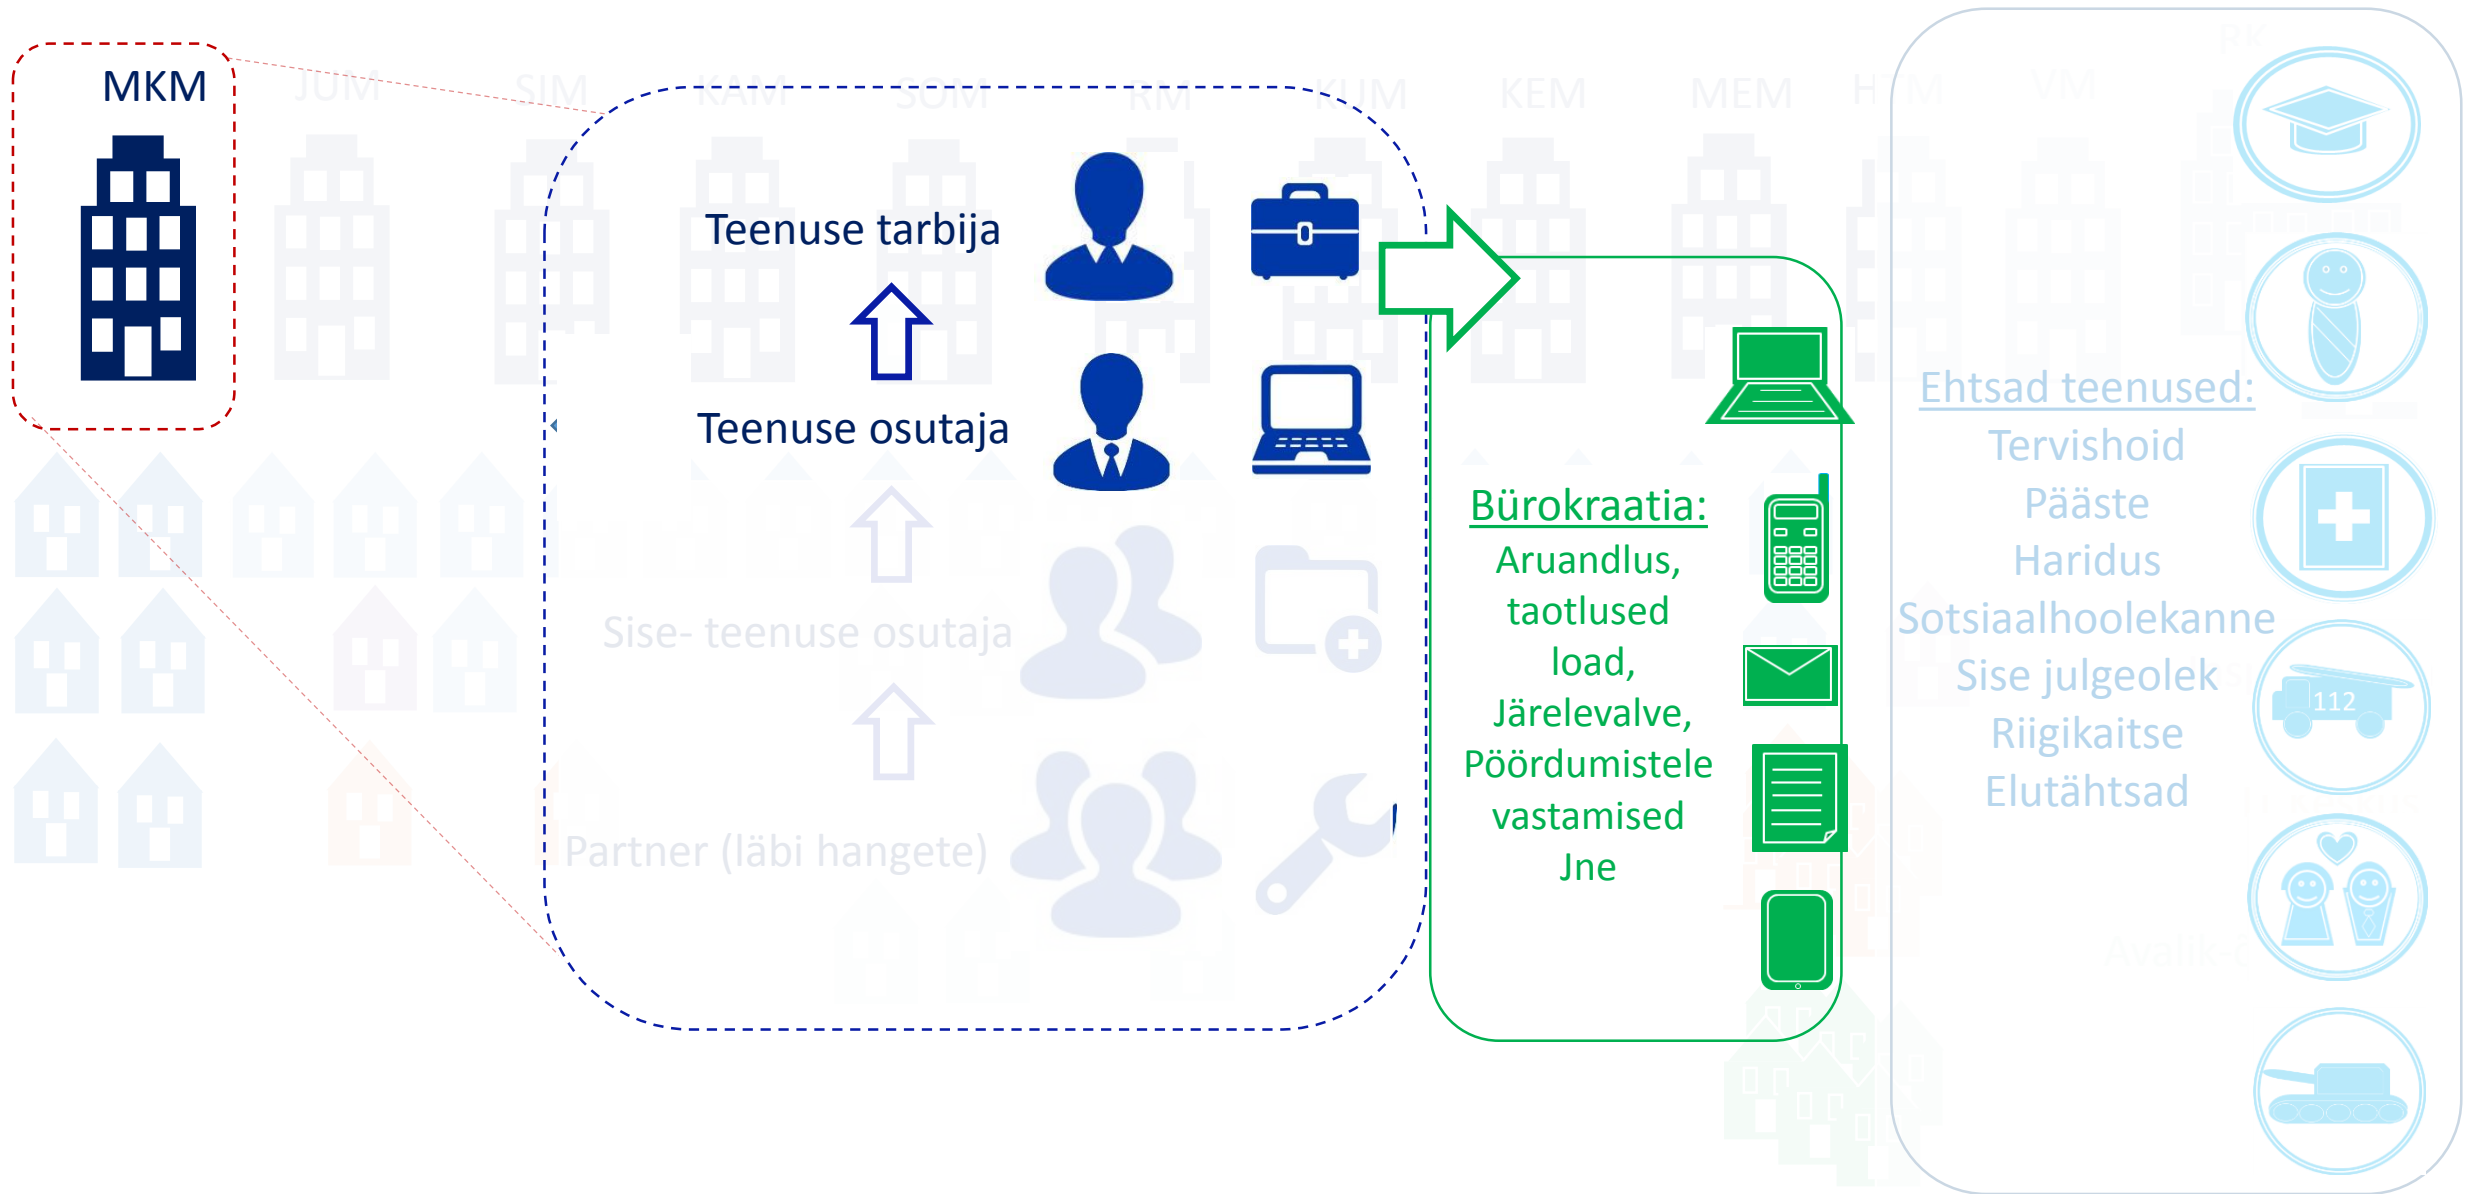 MKM
JUM
SIM
KAM
SOM
RM
KUM
KEM
MEM
VM
RK
Teenuse tarbija
Teenuse osutaja
Sise- teenuse osutaja
Partner (läbi hangete)
Bürokraatia:
Aruandlus,
taotlused
load,
Järelevalve,
Pöördumistele
vastamised
Jne
Ehtsad teenused:
Tervishoid
Pääste
Haridus
Sotsiaalhoolekanne
Sise julgeolek
Riigikaitse
Elutähtsad
112